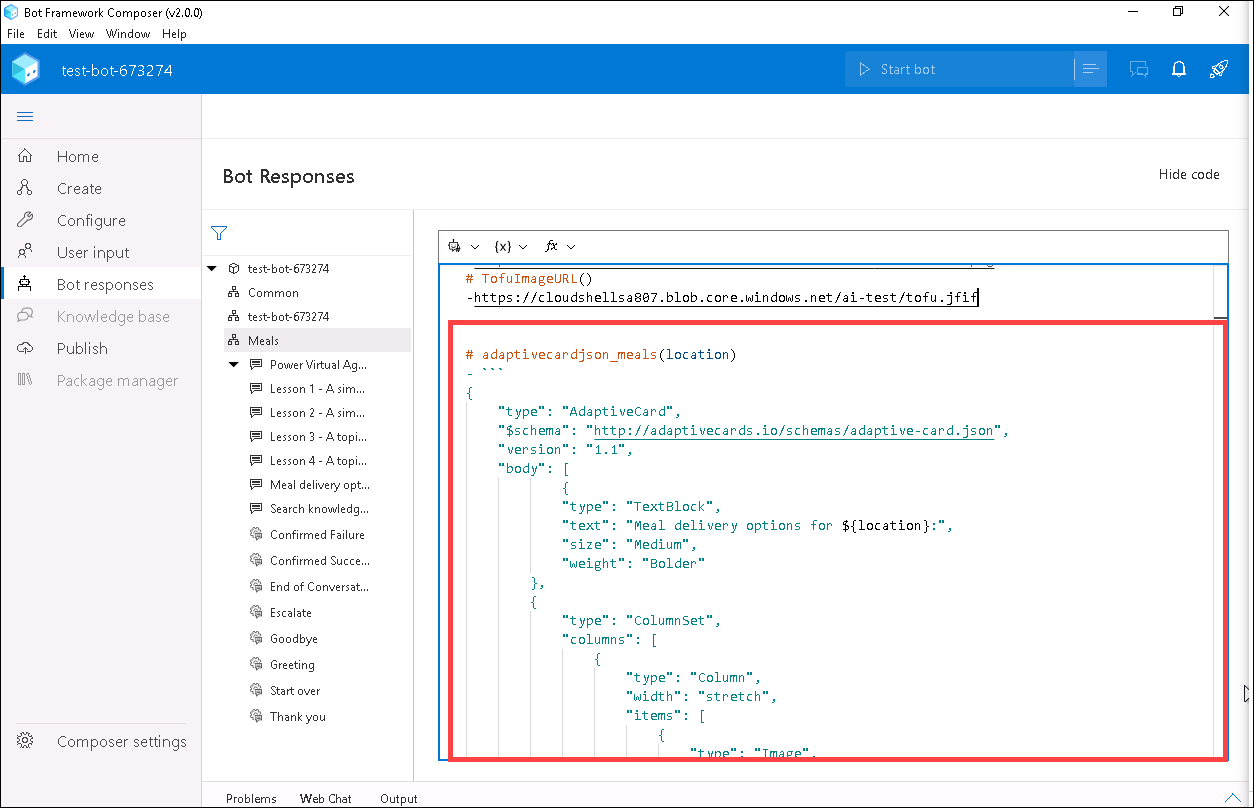 Bot Framework Composer (v2.0.0)
File Edit View Window Help
test-bot-673274
Start bot
Home
Create
Configure
User input
Bot responses
Knowledge base
Publish
Package manager
Composer settings
Bot Responses
Hide code
test-bot-673274
Common
test-bot-673274
Meals
Power Virtual Ag...
Lesson 1 - A sim...
Lesson 2 - A sim...
Lesson 3 - A topi...
Lesson 4 - A topi...
Meal delivery opt...
Search knowledg...
Confirmed Failure
Confirmed Succe...
End of Conversat...
Escalate
Goodbye
Greeting
Start over
Thank you
{x} fx
# TofuImageURL()
-https://cloudshellsa807.blob.core.windows.net/ai-test/tofu.jfif
# adaptivecardjson_meals(location)
- ```
{
"type": "AdaptiveCard",
"$schema": "http://adaptivecards.io/schemas/adaptive-card.json",
"version": "1.1",
"body": [
{
"type": "TextBlock",
"text": "Meal delivery options for ${location}:",
"size": "Medium",
"weight": "Bolder"
},
{
"type": "ColumnSet",
"columns": [
{
"type": "Column",
"width": "stretch",
"items": [
{
"type": "Image",
Problems Web Chat Output